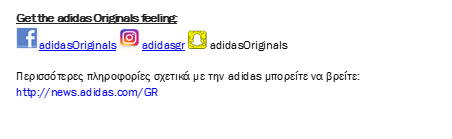 Get the adidas Originals feeling:
adidasOriginals adidasgr adidasOriginals
Περισσότερες πληροφορίες σχετικά με την adidas μπορείτε να βρείτε:
http://news.adidas.com/GR